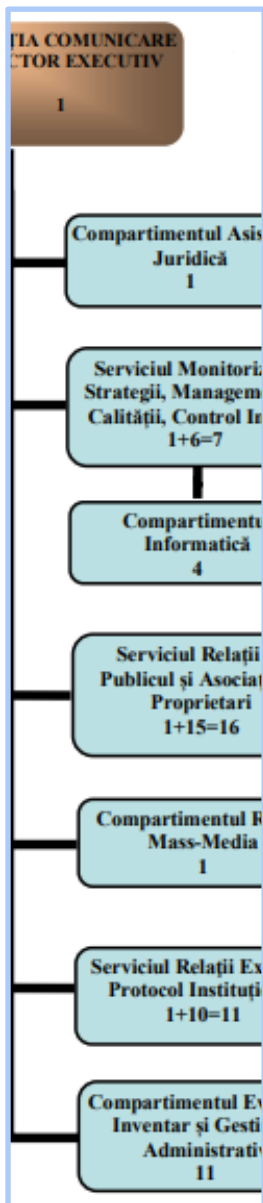 ȚIA COMUNICARE
CTOR EXECUTIV
1
Compartimentul Asis
Juridică
1
Serviciul Monitoriz
Strategii, Managem
Calității, Control In
1+6=7
Compartimentu
Informatică
4
Serviciul Relații
Publicul și Asociaț
Proprietari
1+15=16
Compartimentul R
Mass-Media
1
Serviciul Relații Ex
Protocol Instituți
1+10=11
Compartimentul Ev
Inventar și Gesti
Administrativ
11